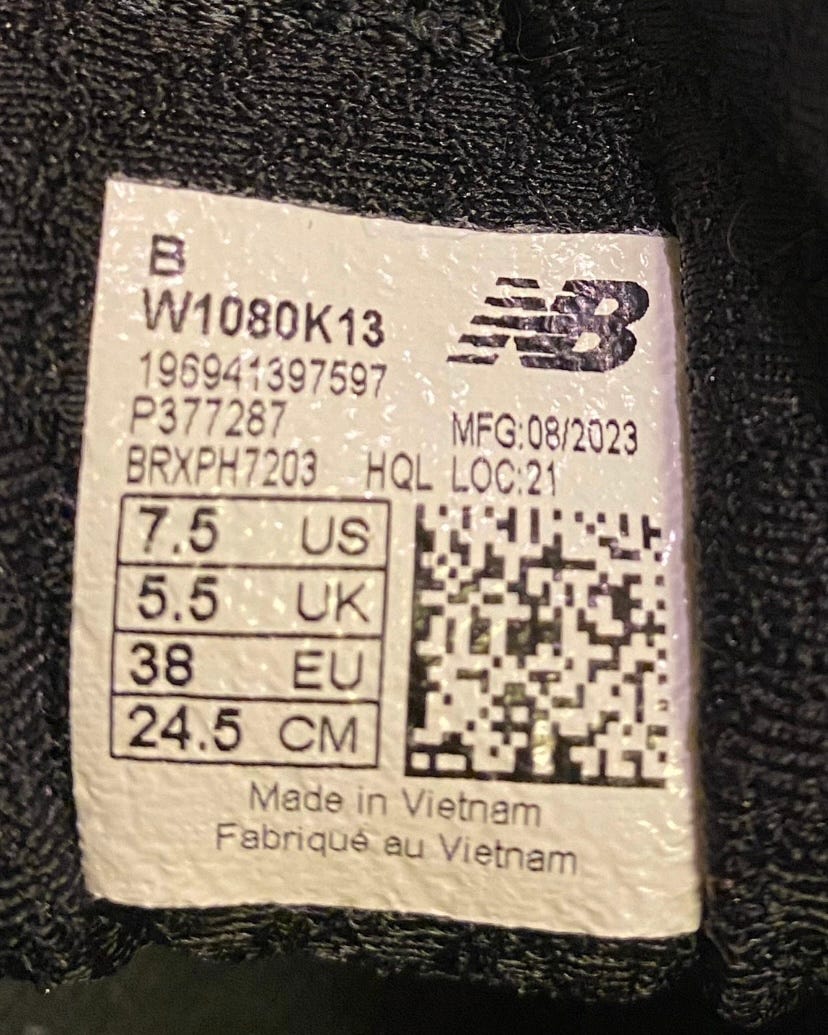 B
W1080K13
NB
196941397597
P377287
MFG:08/2023
BRXPH7203 HQL LOC:21
7.5 US
5.5 UK
38 EU
24.5 CM
Made in Vietnam
Fabriqué au Vietnam